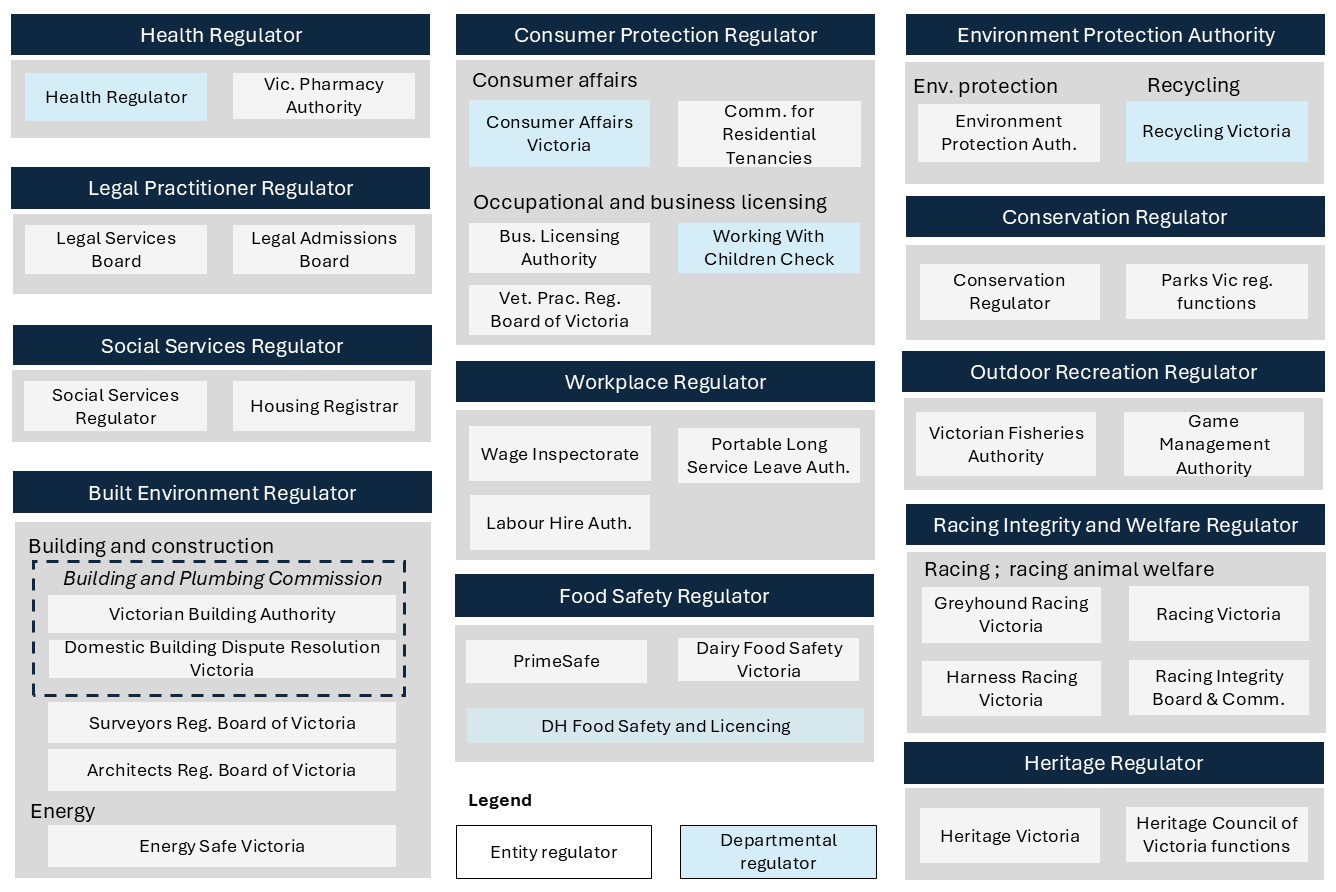 Health Regulator
Health Regulator
Vic. Pharmacy
Authority
Legal Practitioner Regulator
Legal Services
Board
Legal Admissions
Board
Social Services Regulator
Social Services
Regulator
Housing Registrar
Built Environment Regulator
Building and construction
Building and Plumbing Commission
Victorian Building Authority
Domestic Building Dispute Resolution
Victoria
Surveyors Reg. Board of Victoria
Architects Reg. Board of Victoria
Energy
Energy Safe Victoria
Consumer Protection Regulator
Consumer affairs
Consumer Affairs
Victoria
Comm. for
Residential
Tenancies
Occupational and business licensing
Bus. Licensing
Authority
Working With
Children Check
Vet. Prac. Reg.
Board of Victoria
Workplace Regulator
Wage Inspectorate
Portable Long
Service Leave Auth.
Labour Hire Auth.
Food Safety Regulator
PrimeSafe
Dairy Food Safety
Victoria
DH Food Safety and Licencing
Legend
Entity regulator
Departmental
regulator
Environment Protection Authority
Env. protection
Recycling
Environment
Protection Auth.
Recycling Victoria
Conservation Regulator
Conservation
Regulator
Parks Vic reg.
functions
Outdoor Recreation Regulator
Victorian Fisheries
Authority
Game
Management
Authority
Racing Integrity and Welfare Regulator
Racing ; racing animal welfare
Greyhound Racing
Victoria
Racing Victoria
Harness Racing
Victoria
Racing Integrity
Board & Comm.
Heritage Regulator
Heritage Victoria
Heritage Council of
Victoria functions